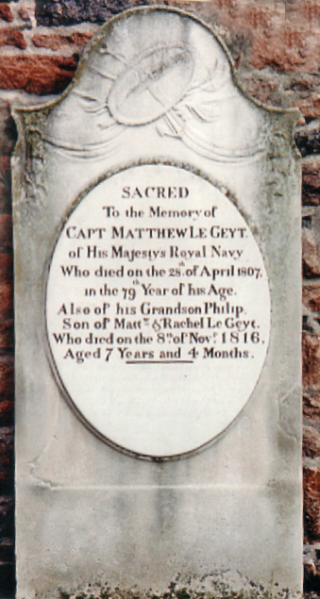 SACRED
To the Memory of
CAPT MATTHEW LE GEYT.
of His Majestys Royal Navy
Who died on the 28th of April 1807.
in the 79th Year of his Age.
Also of his Grandson Philip.
Son of Mattw & Rachel Le Geyt.
Who died on the 8th of Novr. 1816.
Aged 7 Years and 4 Months.